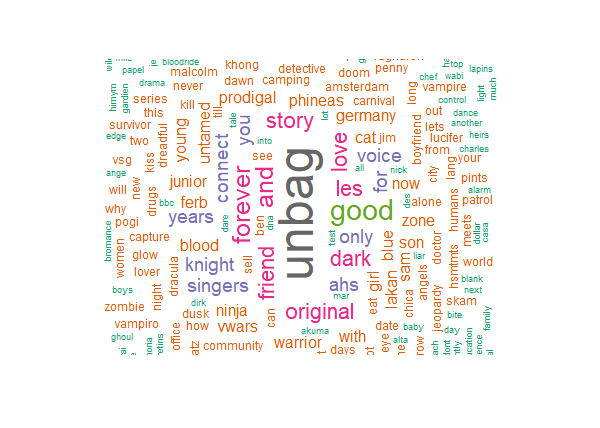 bloodride
papel
malcolm
khong
detective
penny
top
chef
wabi
lapins
never
dawn
camping
doom
vampire
much
himym
gardien
drama
series
kill
prodigal
phineas
amsterdam
carnival
long
control
light
this
till
untamed
tale
you
story
lot
germany
out
dance
another
survivor
young
connect
love
cat
jim
boyfriend
lets
lucifer
heirs
edge
two
dreadful
into
voice
from
charles
vsg
kiss
see
unbag
all
nick
city
lang
your
ange
new
drugs
junior
forever
and
les
for
now
pints
alarm
will
ferb
good
des
alone
humans
patrol
why
bbc
years
dare
ben
dna
zone
pogi
capture
blood
friend
test
only
blue
son
doctor
meets
dollar
casa
bromance
women
glow
lover
knight
sell
dark
liar
sam
angels
hsmtmts
world
boys
dracula
singers
ahs
girl
lakan
chica
blank
next
zombie
night
dirk
mar
eat
skam
vampiro
dusk
ninja
can
original
jeopardy
bite
family
ghoul
office
how
vwars
akuma
with
date
eye
baby
day
community
warrior
days
alta
row